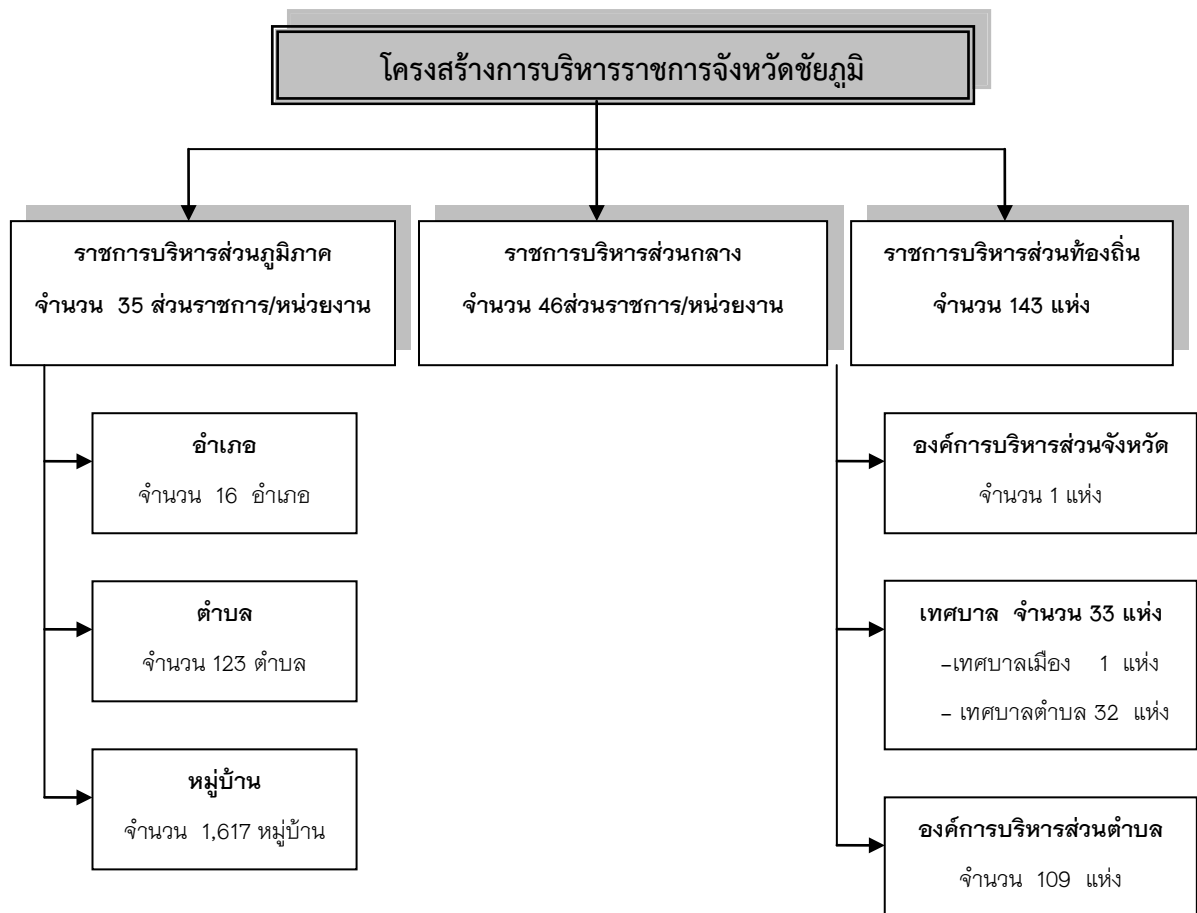 โครงสร้างการบริหารราชการจังหวัดชัยภูมิ
ราชการบริหารส่วนภูมิภาค
จำนวน 35 ส่วนราชการ/หน่วยงาน
ราชการบริหารส่วนกลาง
จำนวน 46ส่วนราชการ/หน่วยงาน
ราชการบริหารส่วนท้องถิ่น
จำนวน 143 แห่ง
อำเภอ
จำนวน 16 อำเภอ
ตำบล
จำนวน 123 ตำบล
หมู่บ้าน
จำนวน 1,617 หมู่บ้าน
องค์การบริหารส่วนจังหวัด
จำนวน 1 แห่ง
เทศบาล จำนวน 33 แห่ง
-เทศบาลเมือง 1 แห่ง
- เทศบาลตำบล 32 แห่ง
องค์การบริหารส่วนตำบล
จำนวน 109 แห่ง